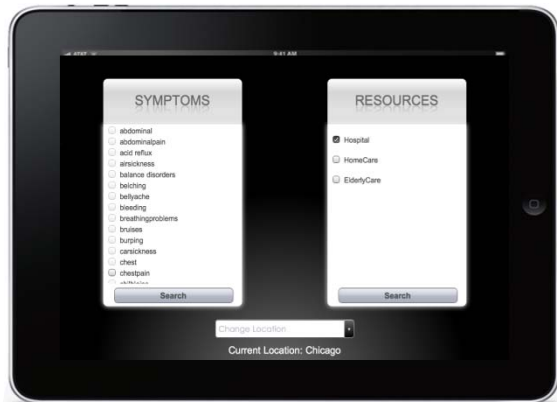 AT&T
9:41 AM
SYMPTOMS
abdominal
abdominalpain
acid reflux
airsickness
balance disorders
belching
bellyache
bleeding
breathingproblems
bruises
burping
carsickness
chest
chestpain
Search
RESOURCES
Hospital
HomeCare
ElderlyCare
Search
Change Location
Current Location: Chicago